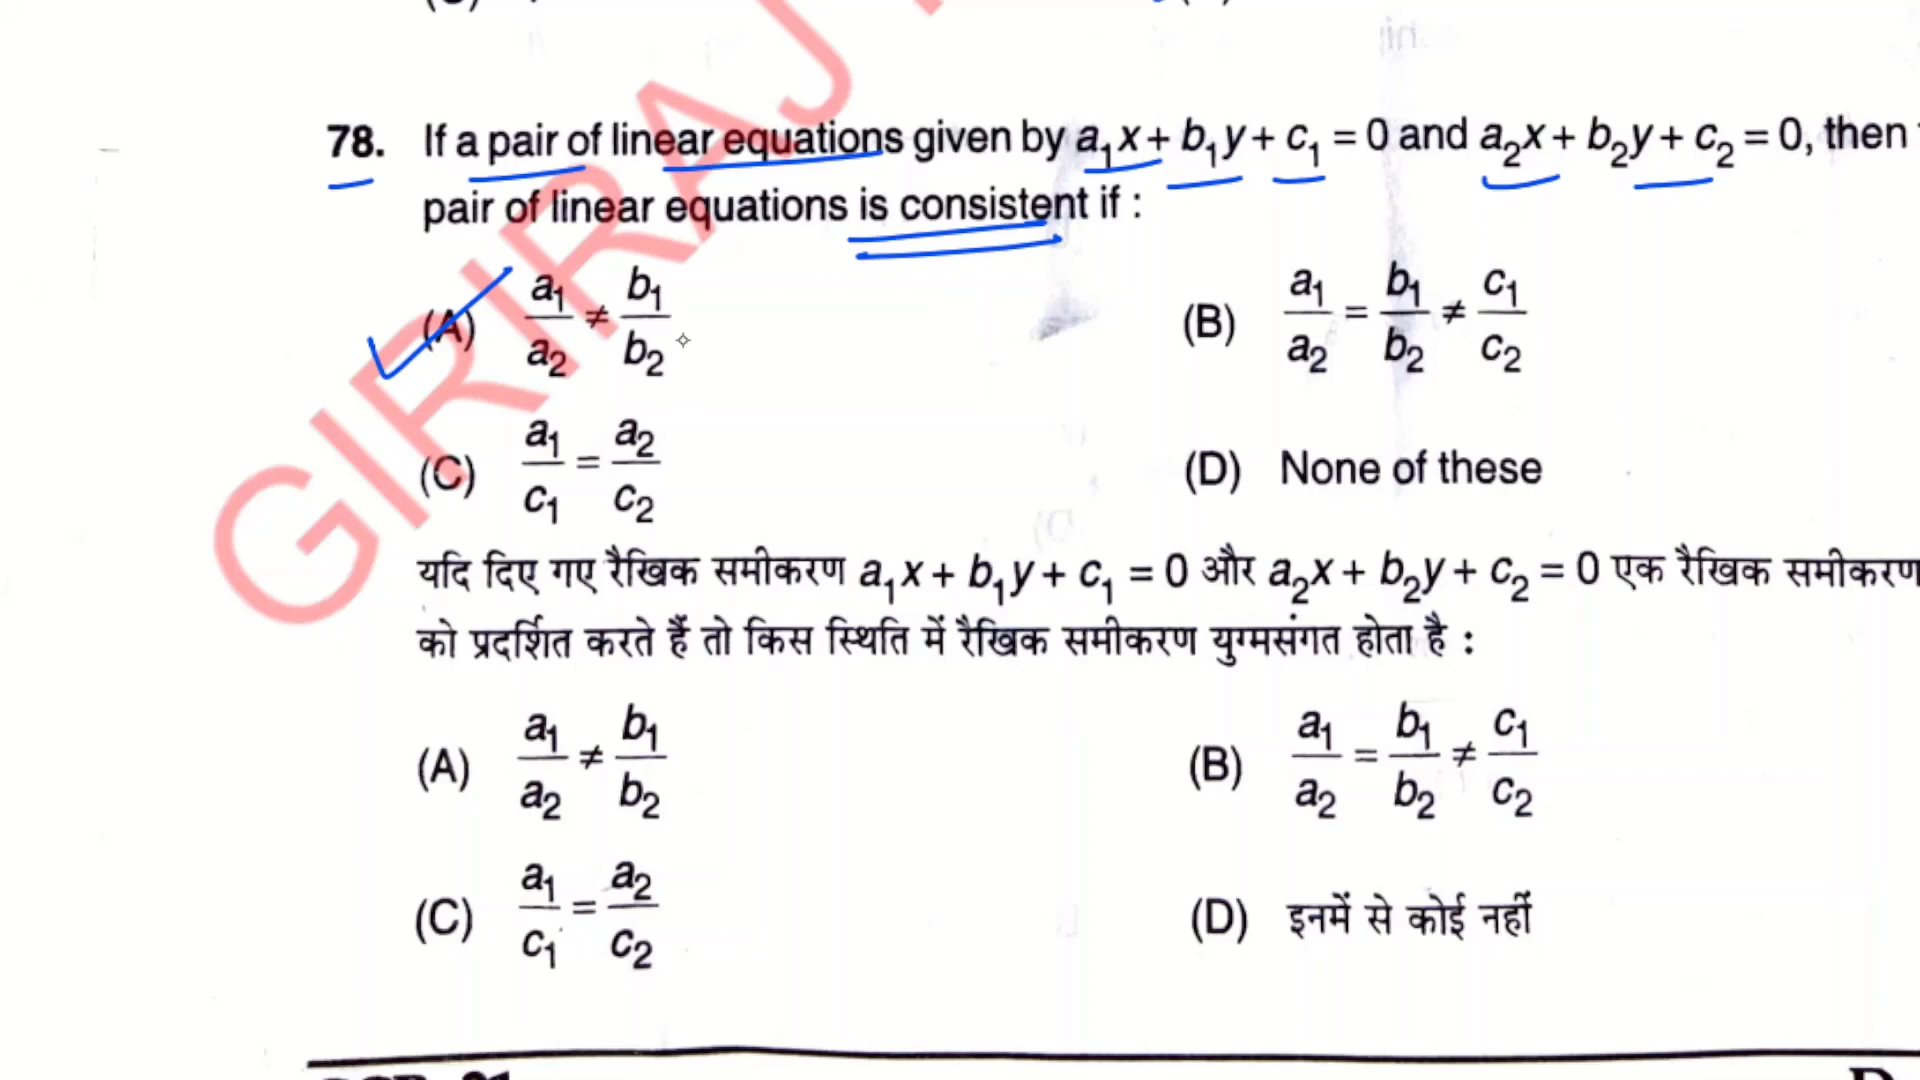 GIRIRAJ
78. If a pair of linear equations given by a₁x + b₁y + c₁ = 0 and a₂x + b₂y + c₂ = 0, then
pair of linear equations is consistent if :
(A) a₁/a₂ ≠ b₁/b₂ (B) a₁/a₂ = b₁/b₂ ≠ c₁/c₂
(C) a₁/c₁ = a₂/c₂ (D) None of these
यदि दिए गए रैखिक समीकरण a₁x + b₁y + c₁ = 0 और a₂x + b₂y + c₂ = 0 एक रैखिक समीकरण
को प्रदर्शित करते हैं तो किस स्थिति में रैखिक समीकरण युग्मसंगत होता है :
(A) a₁/a₂ ≠ b₁/b₂ (B) a₁/a₂ = b₁/b₂ ≠ c₁/c₂
(C) a₁/c₁ = a₂/c₂ (D) इनमें से कोई नहीं